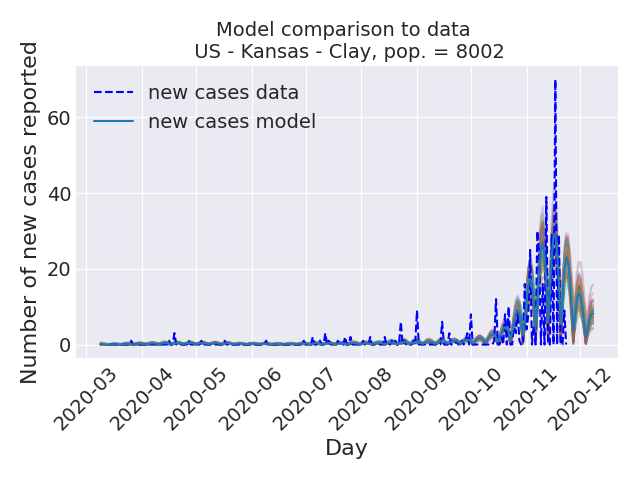 Model comparison to data
US - Kansas - Clay, pop. = 8002
Number of new cases reported
new cases data
new cases model
60
40
20
0
2020-03
2020-04
2020-05
2020-06
2020-07
2020-08
2020-09
2020-10
2020-11
2020-12
Day